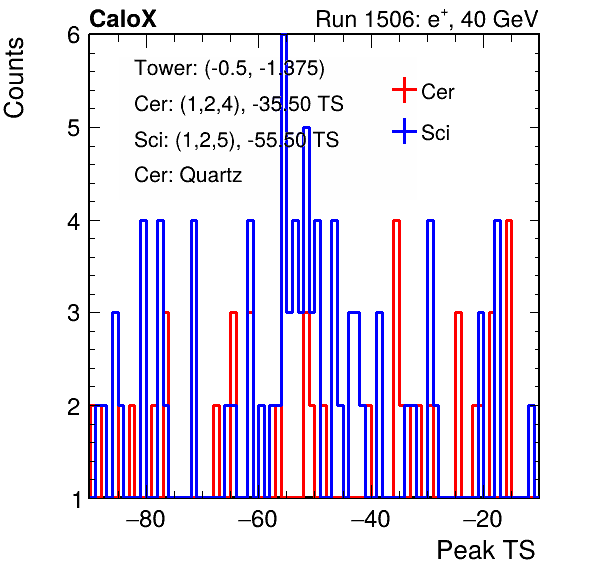 CaloX Run 1506: e⁺, 40 GeV
Counts
6
Tower: (-0.5, -1.375)
Cer: (1,2,4), -35.50 TS
Sci: (1,2,5), -55.50 TS
Cer: Quartz
Cer
Sci
5
4
3
2
1
−80 −60 −40 −20
Peak TS